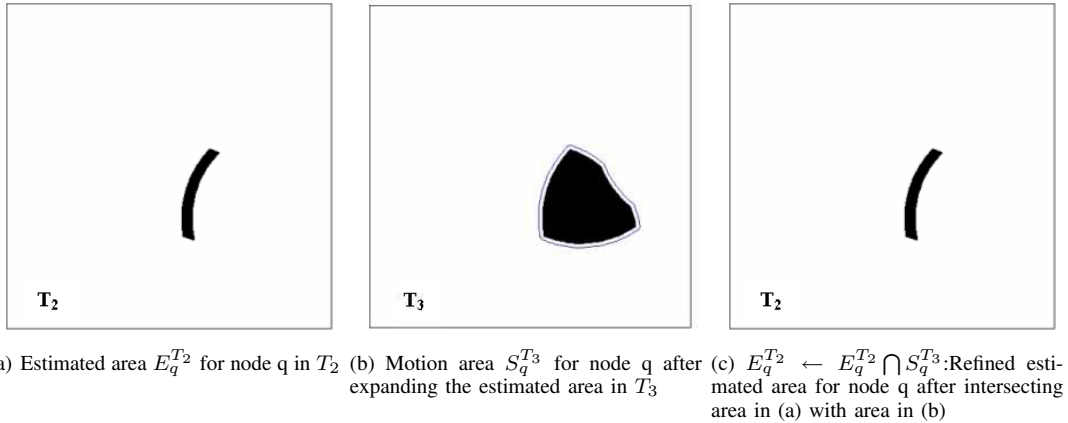 T₂
T₃
T₂
) Estimated area $E_q^{T_2}$ for node q in $T_2$
(b) Motion area $S_q^{T_3}$ for node q after
expanding the estimated area in $T_3$
(c) $E_q^{T_2} \leftarrow E_q^{T_2} \bigcap S_q^{T_3}$:Refined esti-
mated area for node q after intersecting
area in (a) with area in (b)